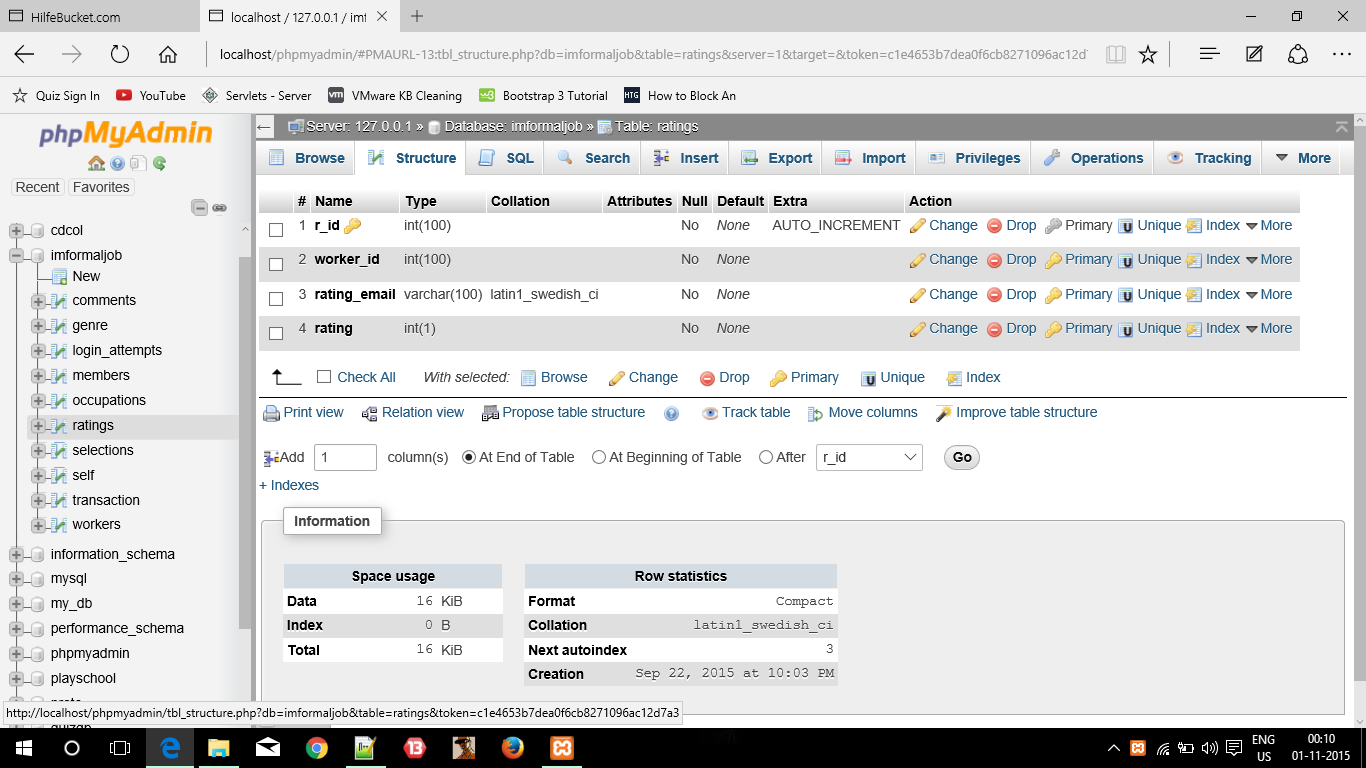 HilfeBucket.com
localhost / 127.0.0.1 / imf
localhost/phpmyadmin/#PMAURL-13:tbl_structure.php?db=imformaljob&table=ratings&server=1&target=&token=c1e4653b7dea0f6cb8271096ac12d7
Quiz Sign In YouTube Servlets - Server VMware KB Cleaning Bootstrap 3 Tutorial How to Block An
phpMyAdmin
Recent Favorites
cdcol
imformaljob
New
comments
genre
login_attempts
members
occupations
ratings
selections
self
transaction
workers
information_schema
mysql
my_db
performance_schema
phpmyadmin
playschool
Server: 127.0.0.1 » Database: imformaljob » Table: ratings
Browse Structure SQL Search Insert Export Import Privileges Operations Tracking More
# Name Type Collation Attributes Null Default Extra Action
1 r_id int(100) No None AUTO_INCREMENT Change Drop Primary Unique Index More
2 worker_id int(100) No None Change Drop Primary Unique Index More
3 rating_email varchar(100) latin1_swedish_ci No None Change Drop Primary Unique Index More
4 rating int(1) No None Change Drop Primary Unique Index More
Check All With selected: Browse Change Drop Primary Unique Index
Print view Relation view Propose table structure Track table Move columns Improve table structure
Add 1 column(s) At End of Table At Beginning of Table After r_id Go
+ Indexes
Information
Space usage
Data 16 KiB
Index 0 B
Total 16 KiB
Row statistics
Format Compact
Collation latin1_swedish_ci
Next autoindex 3
Creation Sep 22, 2015 at 10:03 PM
http://localhost/phpmyadmin/tbl_structure.php?db=imformaljob&table=ratings&token=c1e4653b7dea0f6cb8271096ac12d7a3
ENG
US
00:10
01-11-2015